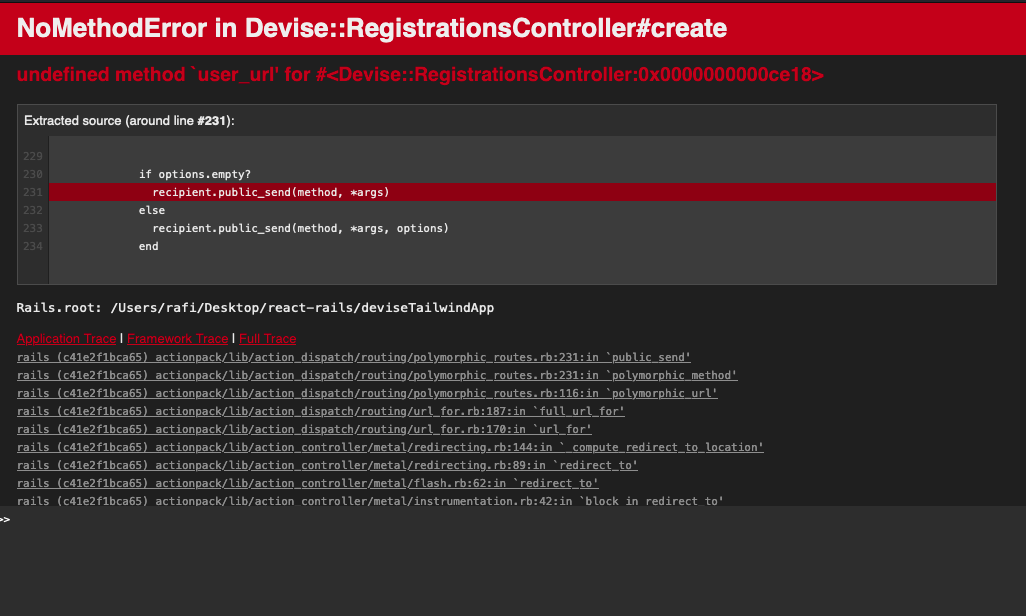 NoMethodError in Devise::RegistrationsController#create
undefined method `user_url' for #<Devise::RegistrationsController:0x0000000000ce18>
Extracted source (around line #231):
229
230 if options.empty?
231 recipient.public_send(method, *args)
232 else
233 recipient.public_send(method, *args, options)
234 end
Rails.root: /Users/rafi/Desktop/react-rails/deviseTailwindApp
Application Trace | Framework Trace | Full Trace
rails (c41e2f1bca65) actionpack/lib/action_dispatch/routing/polymorphic_routes.rb:231:in `public_send'
rails (c41e2f1bca65) actionpack/lib/action_dispatch/routing/polymorphic_routes.rb:231:in `polymorphic_method'
rails (c41e2f1bca65) actionpack/lib/action_dispatch/routing/polymorphic_routes.rb:116:in `polymorphic_url'
rails (c41e2f1bca65) actionpack/lib/action_dispatch/routing/url_for.rb:187:in `full_url_for'
rails (c41e2f1bca65) actionpack/lib/action_dispatch/routing/url_for.rb:170:in `url_for'
rails (c41e2f1bca65) actionpack/lib/action_controller/metal/redirecting.rb:144:in `_compute_redirect_to_location'
rails (c41e2f1bca65) actionpack/lib/action_controller/metal/redirecting.rb:89:in `redirect_to'
rails (c41e2f1bca65) actionpack/lib/action_controller/metal/flash.rb:62:in `redirect_to'
rails (c41e2f1bca65) actionpack/lib/action_controller/metal/instrumentation.rb:42:in `block in redirect_to'
>>